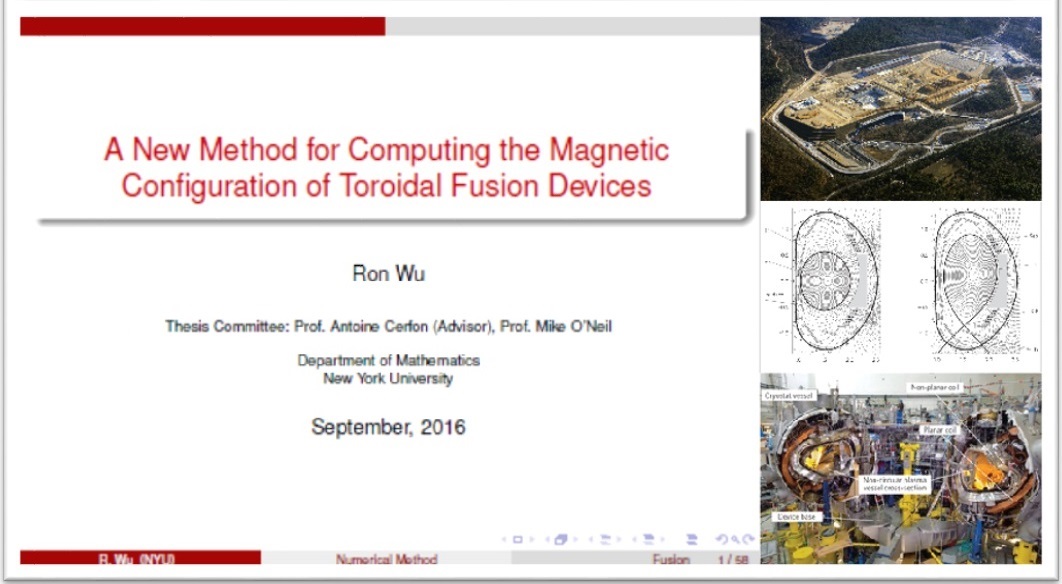 A New Method for Computing the Magnetic
Configuration of Toroidal Fusion Devices
Ron Wu
Thesis Committee: Prof. Antoine Cerfon (Advisor), Prof. Mike O'Neil
Department of Mathematics
New York University
September, 2016
R. Wu (NYU)
Numerical Method
Fusion
1 / 58
Non-planar coil
Cryostat vessel
Planar coil
Non-circular plasma
vessel cross-section
Device base